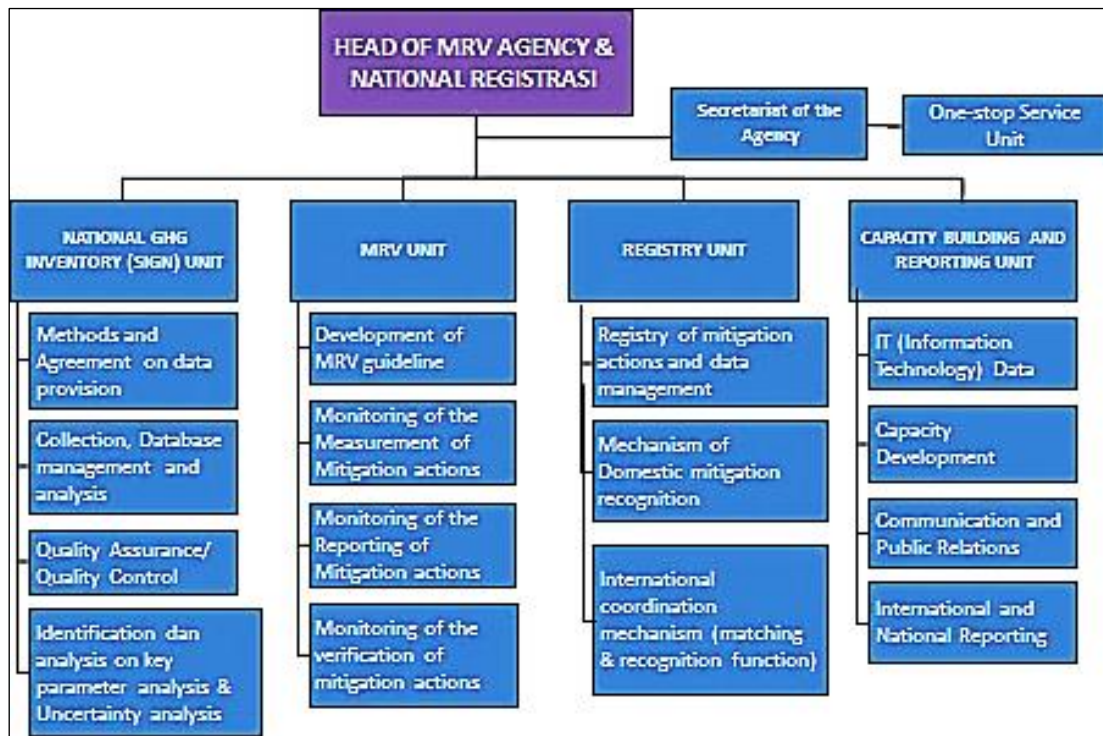 HEAD OF MRV AGENCY &
NATIONAL REGISTRASI
Secretariat of the
Agency
One-stop Service
Unit
NATIONAL GHG
INVENTORY (SIGN) UNIT
MRV UNIT
REGISTRY UNIT
CAPACITY BUILDING AND
REPORTING UNIT
Methods and
Agreement on data
provision
Collection, Database
management and
analysis
Quality Assurance/
Quality Control
Identification dan
analysis on key
parameter analysis &
Uncertainty analysis
Development of
MRV guideline
Monitoring of the
Measurement of
Mitigation actions
Monitoring of the
Reporting of
Mitigation actions
Monitoring of the
verification of
mitigation actions
Registry of mitigation
actions and data
management
Mechanism of
Domestic mitigation
recognition
International
coordination
mechanism (matching
& recognition function)
IT (Information
Technology) Data
Capacity
Development
Communication and
Public Relations
International and
National Reporting